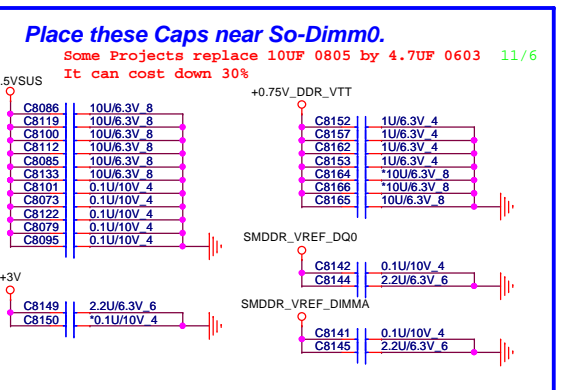 Place these Caps near So-Dimm0.
Some Projects replace 10UF 0805 by 4.7UF 0603 11/6
It can cost down 30%
.5VSUS
C8086 10U/6.3V_8
C8119 10U/6.3V_8
C8100 10U/6.3V_8
C8112 10U/6.3V_8
C8085 10U/6.3V_8
C8133 10U/6.3V_8
C8101 0.1U/10V_4
C8073 0.1U/10V_4
C8122 0.1U/10V_4
C8079 0.1U/10V_4
C8095 0.1U/10V_4
+3V
C8149 2.2U/6.3V_6
C8150 *0.1U/10V_4
+0.75V_DDR_VTT
C8152 1U/6.3V_4
C8157 1U/6.3V_4
C8162 1U/6.3V_4
C8153 1U/6.3V_4
C8164 *10U/6.3V_8
C8166 *10U/6.3V_8
C8165 10U/6.3V_8
SMDDR_VREF_DQ0
C8142 0.1U/10V_4
C8144 2.2U/6.3V_6
SMDDR_VREF_DIMMA
C8141 0.1U/10V_4
C8145 2.2U/6.3V_6